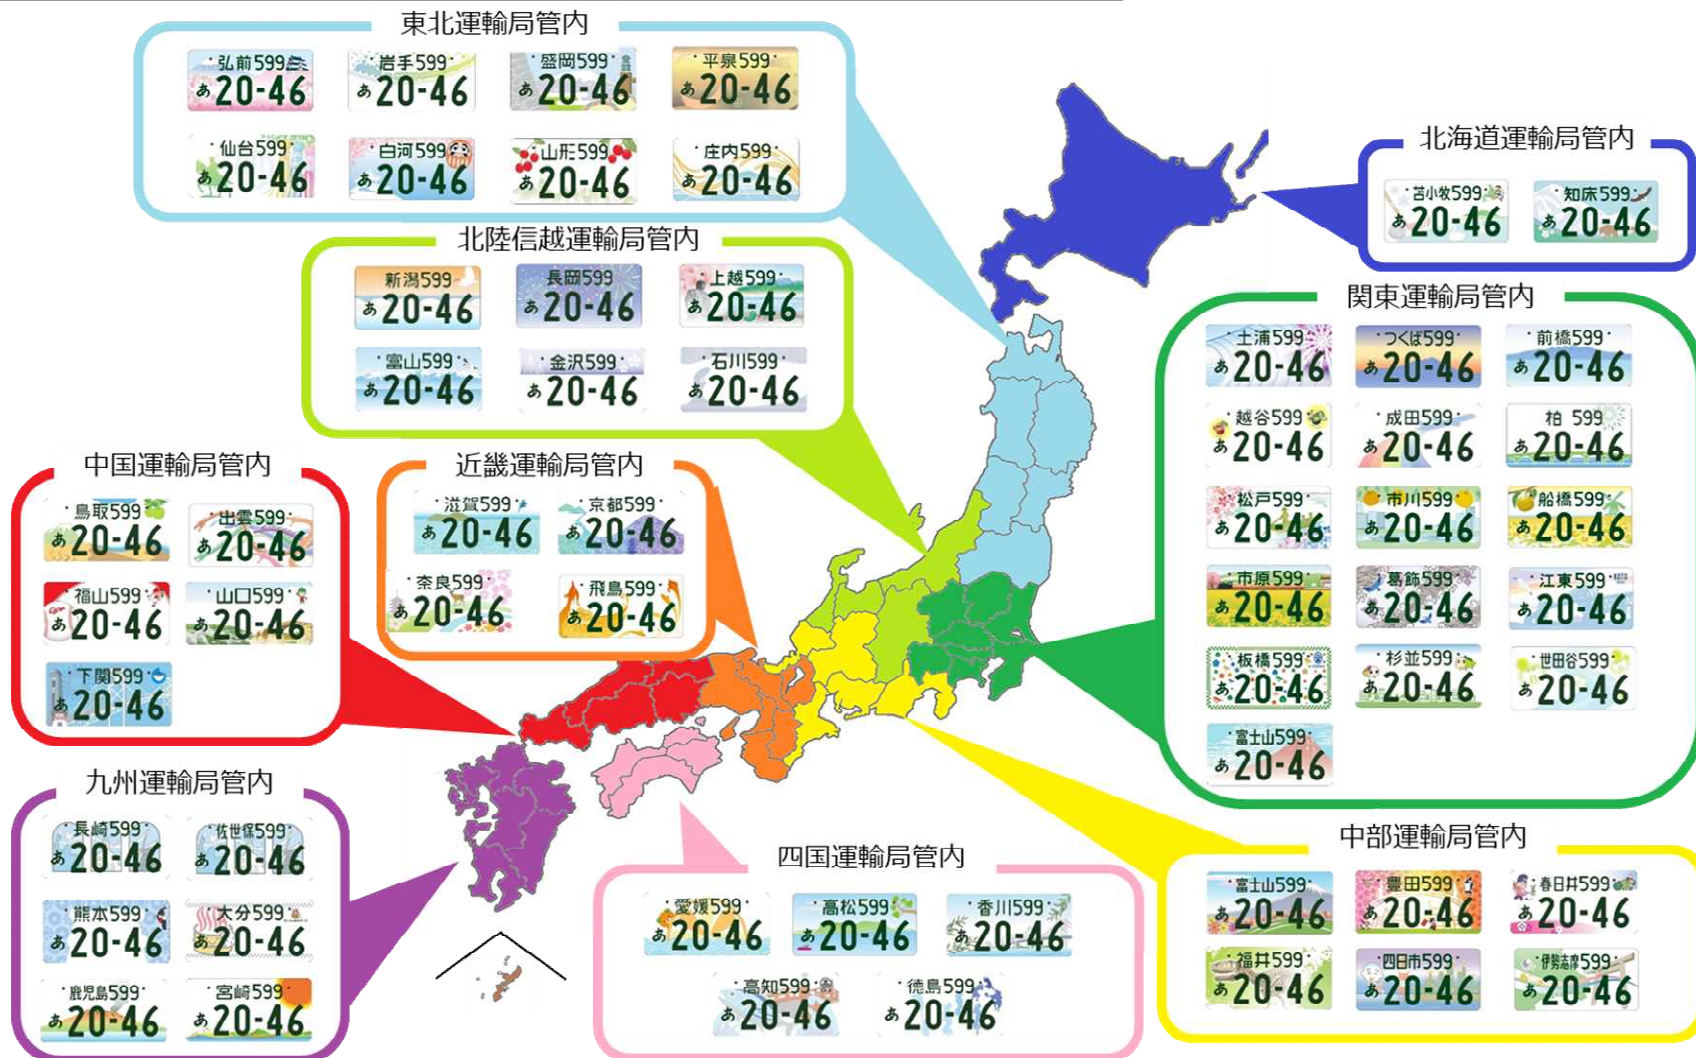 東北運輸局管内
弘前599 岩手599 盛岡599 平泉599
あ20-46 あ20-46 あ20-46 あ20-46
仙台599 白河599 山形599 庄内599
あ20-46 あ20-46 あ20-46 あ20-46
北海道運輸局管内
苫小牧599 知床599
あ20-46 あ20-46
北陸信越運輸局管内
新潟599 長岡599 上越599
あ20-46 あ20-46 あ20-46
富山599 金沢599 石川599
あ20-46 あ20-46 あ20-46
関東運輸局管内
土浦599 つくば599 前橋599
あ20-46 あ20-46 あ20-46
越谷599 成田599 柏 599
あ20-46 あ20-46 あ20-46
松戸599 市川599 船橋599
あ20-46 あ20-46 あ20-46
市原599 葛飾599 江東599
あ20-46 あ20-46 あ20-46
板橋599 杉並599 世田谷599
あ20-46 あ20-46 あ20-46
富士山599
あ20-46
中国運輸局管内
鳥取599 出雲599
あ20-46 あ20-46
福山599 山口599
あ20-46 あ20-46
下関599
あ20-46
近畿運輸局管内
滋賀599 京都599
あ20-46 あ20-46
奈良599 飛鳥599
あ20-46 あ20-46
九州運輸局管内
長崎599 佐世保599
あ20-46 あ20-46
熊本599 大分599
あ20-46 あ20-46
鹿児島599 宮崎599
あ20-46 あ20-46
四国運輸局管内
愛媛599 高松599 香川599
あ20-46 あ20-46 あ20-46
高知599 徳島599
あ20-46 あ20-46
中部運輸局管内
富士山599 豊田599 春日井599
あ20-46 あ20-46 あ20-46
福井599 四日市599 伊勢志摩599
あ20-46 あ20-46 あ20-46